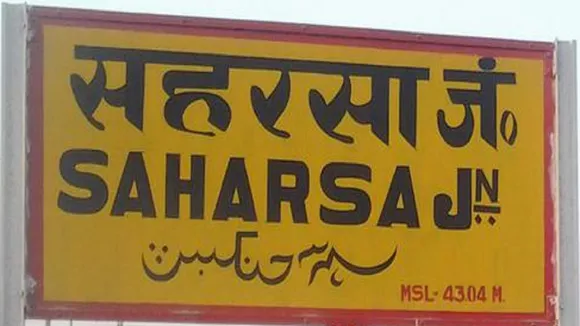 सहरसा जं०
SAHARSA JN
سہرسہ جنکشن
MSL- 43.04 M.